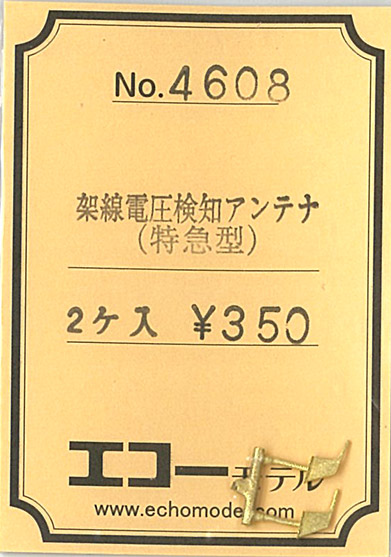 No.4608
架線電圧検知アンテナ
(特急型)
2ケ入 ¥350
エコーモデル
www.echomodel.com